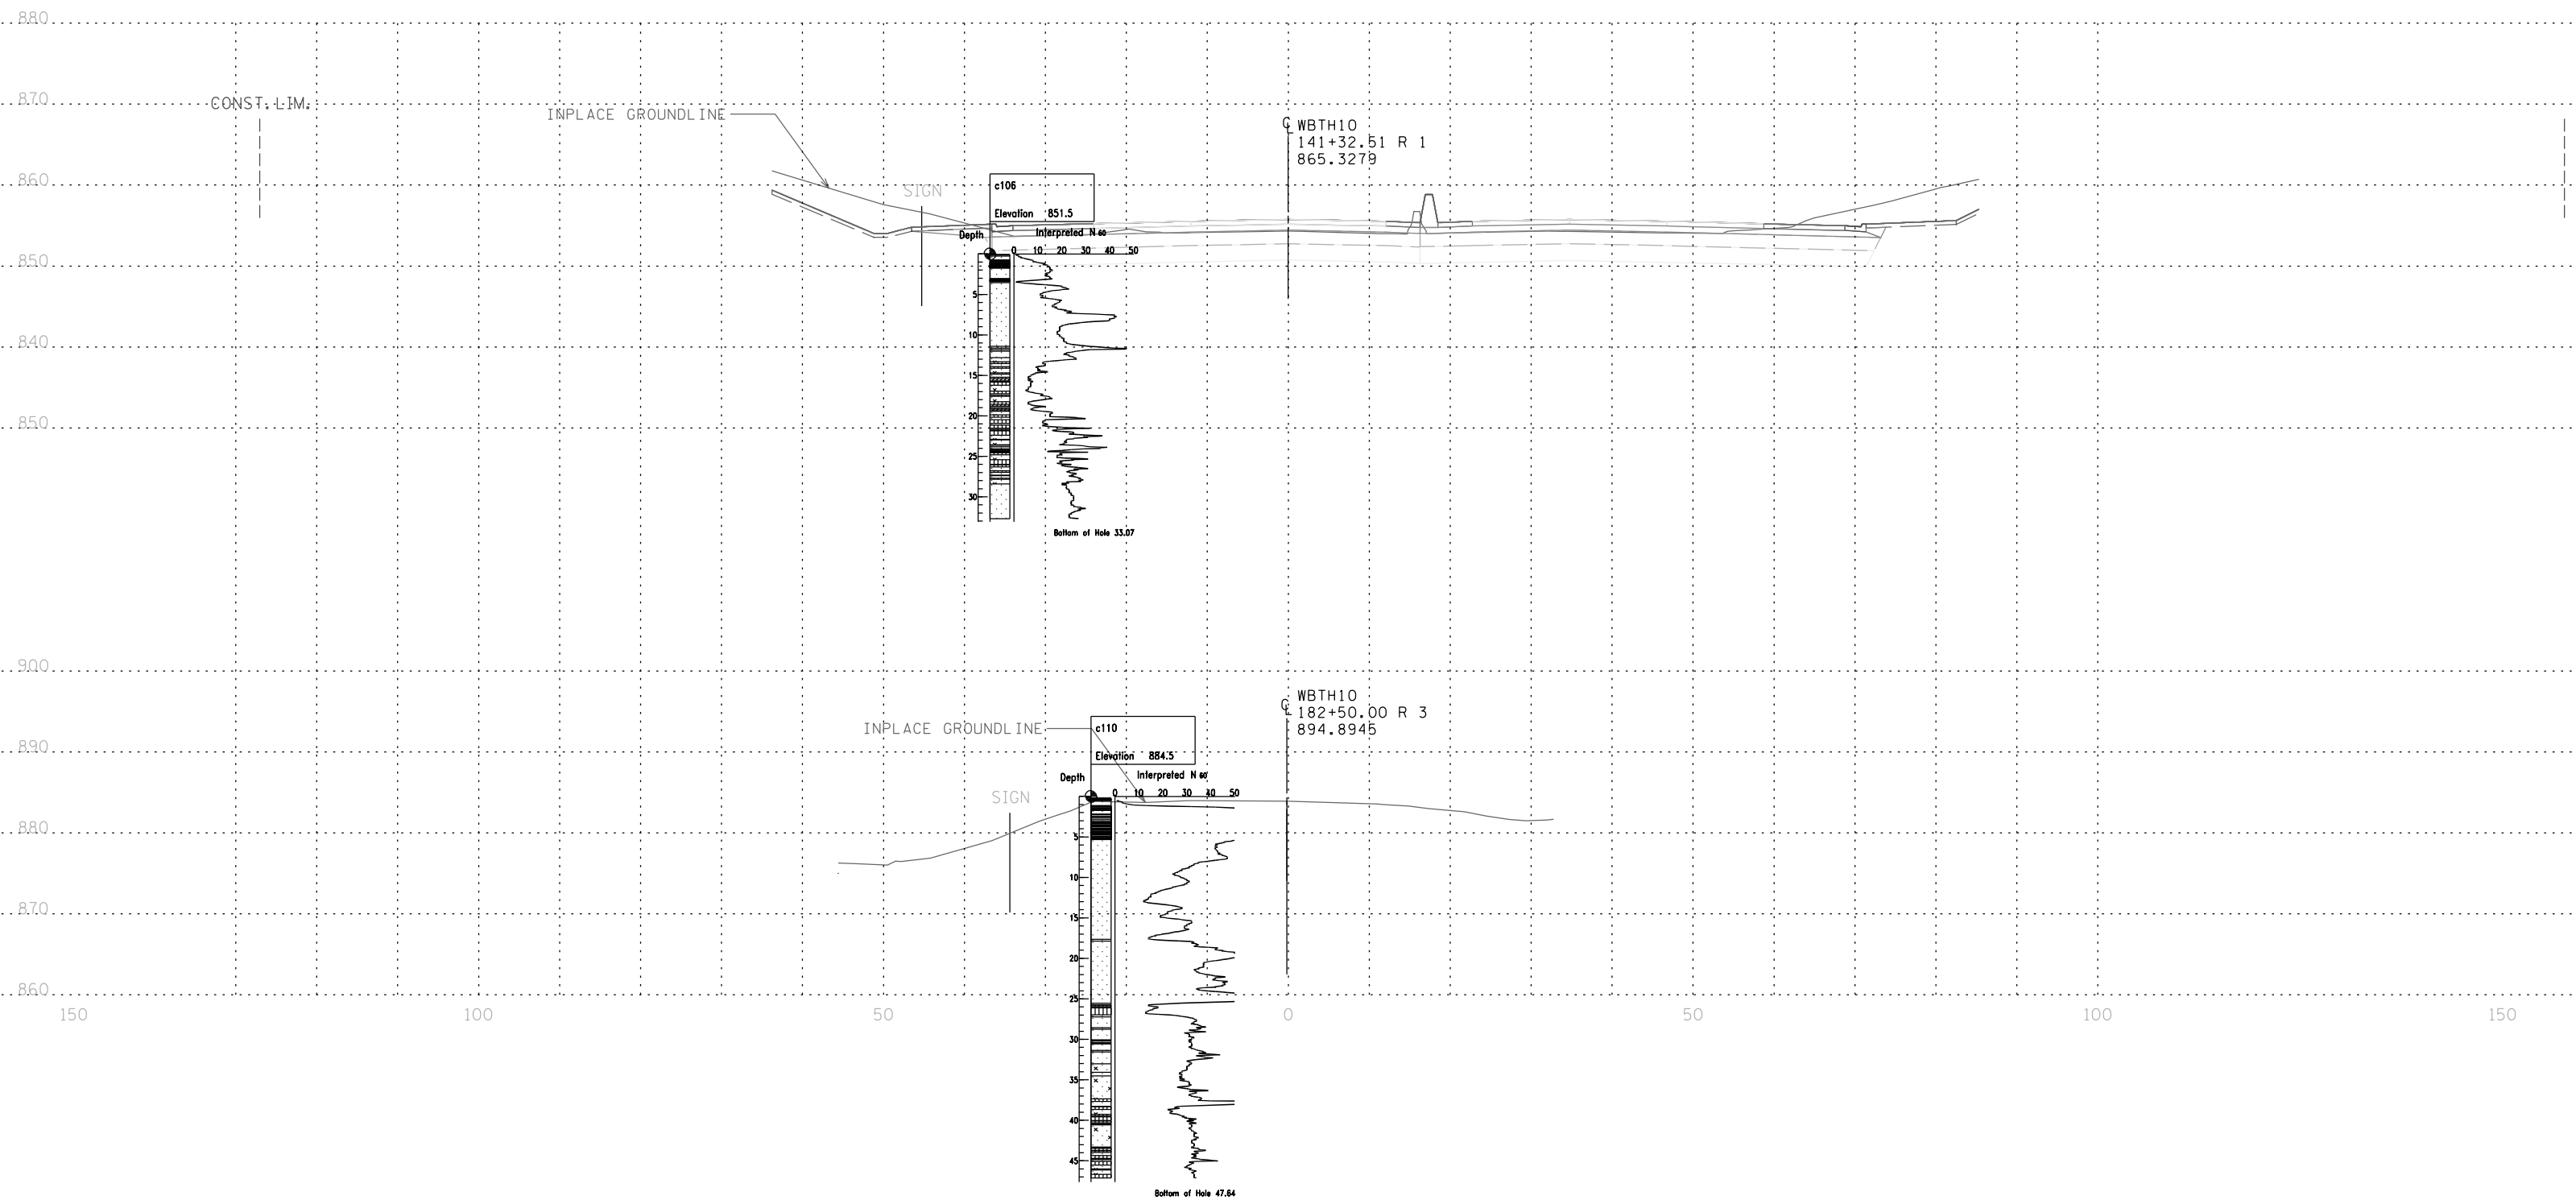 880
870
CONST.LIM.
INPLACE GROUNDLINE
WBTH10
141+32.51 R 1
865.3279
860
SIGN
c106
Elevation 851.5
Depth
Interpreted N 60
0 10 20 30 40 50
850
5
10
840
15
20
850
25
30
Bottom of Hole 33.07
900
WBTH10
182+50.00 R 3
894.8945
INPLACE GROUNDLINE
c110
890
Elevation 884.5
Depth
Interpreted N 60
0 10 20 30 40 50
SIGN
880
5
10
870
15
20
860
25
150 100 50 0 50 100 150
30
35
40
45
Bottom of Hole 47.64